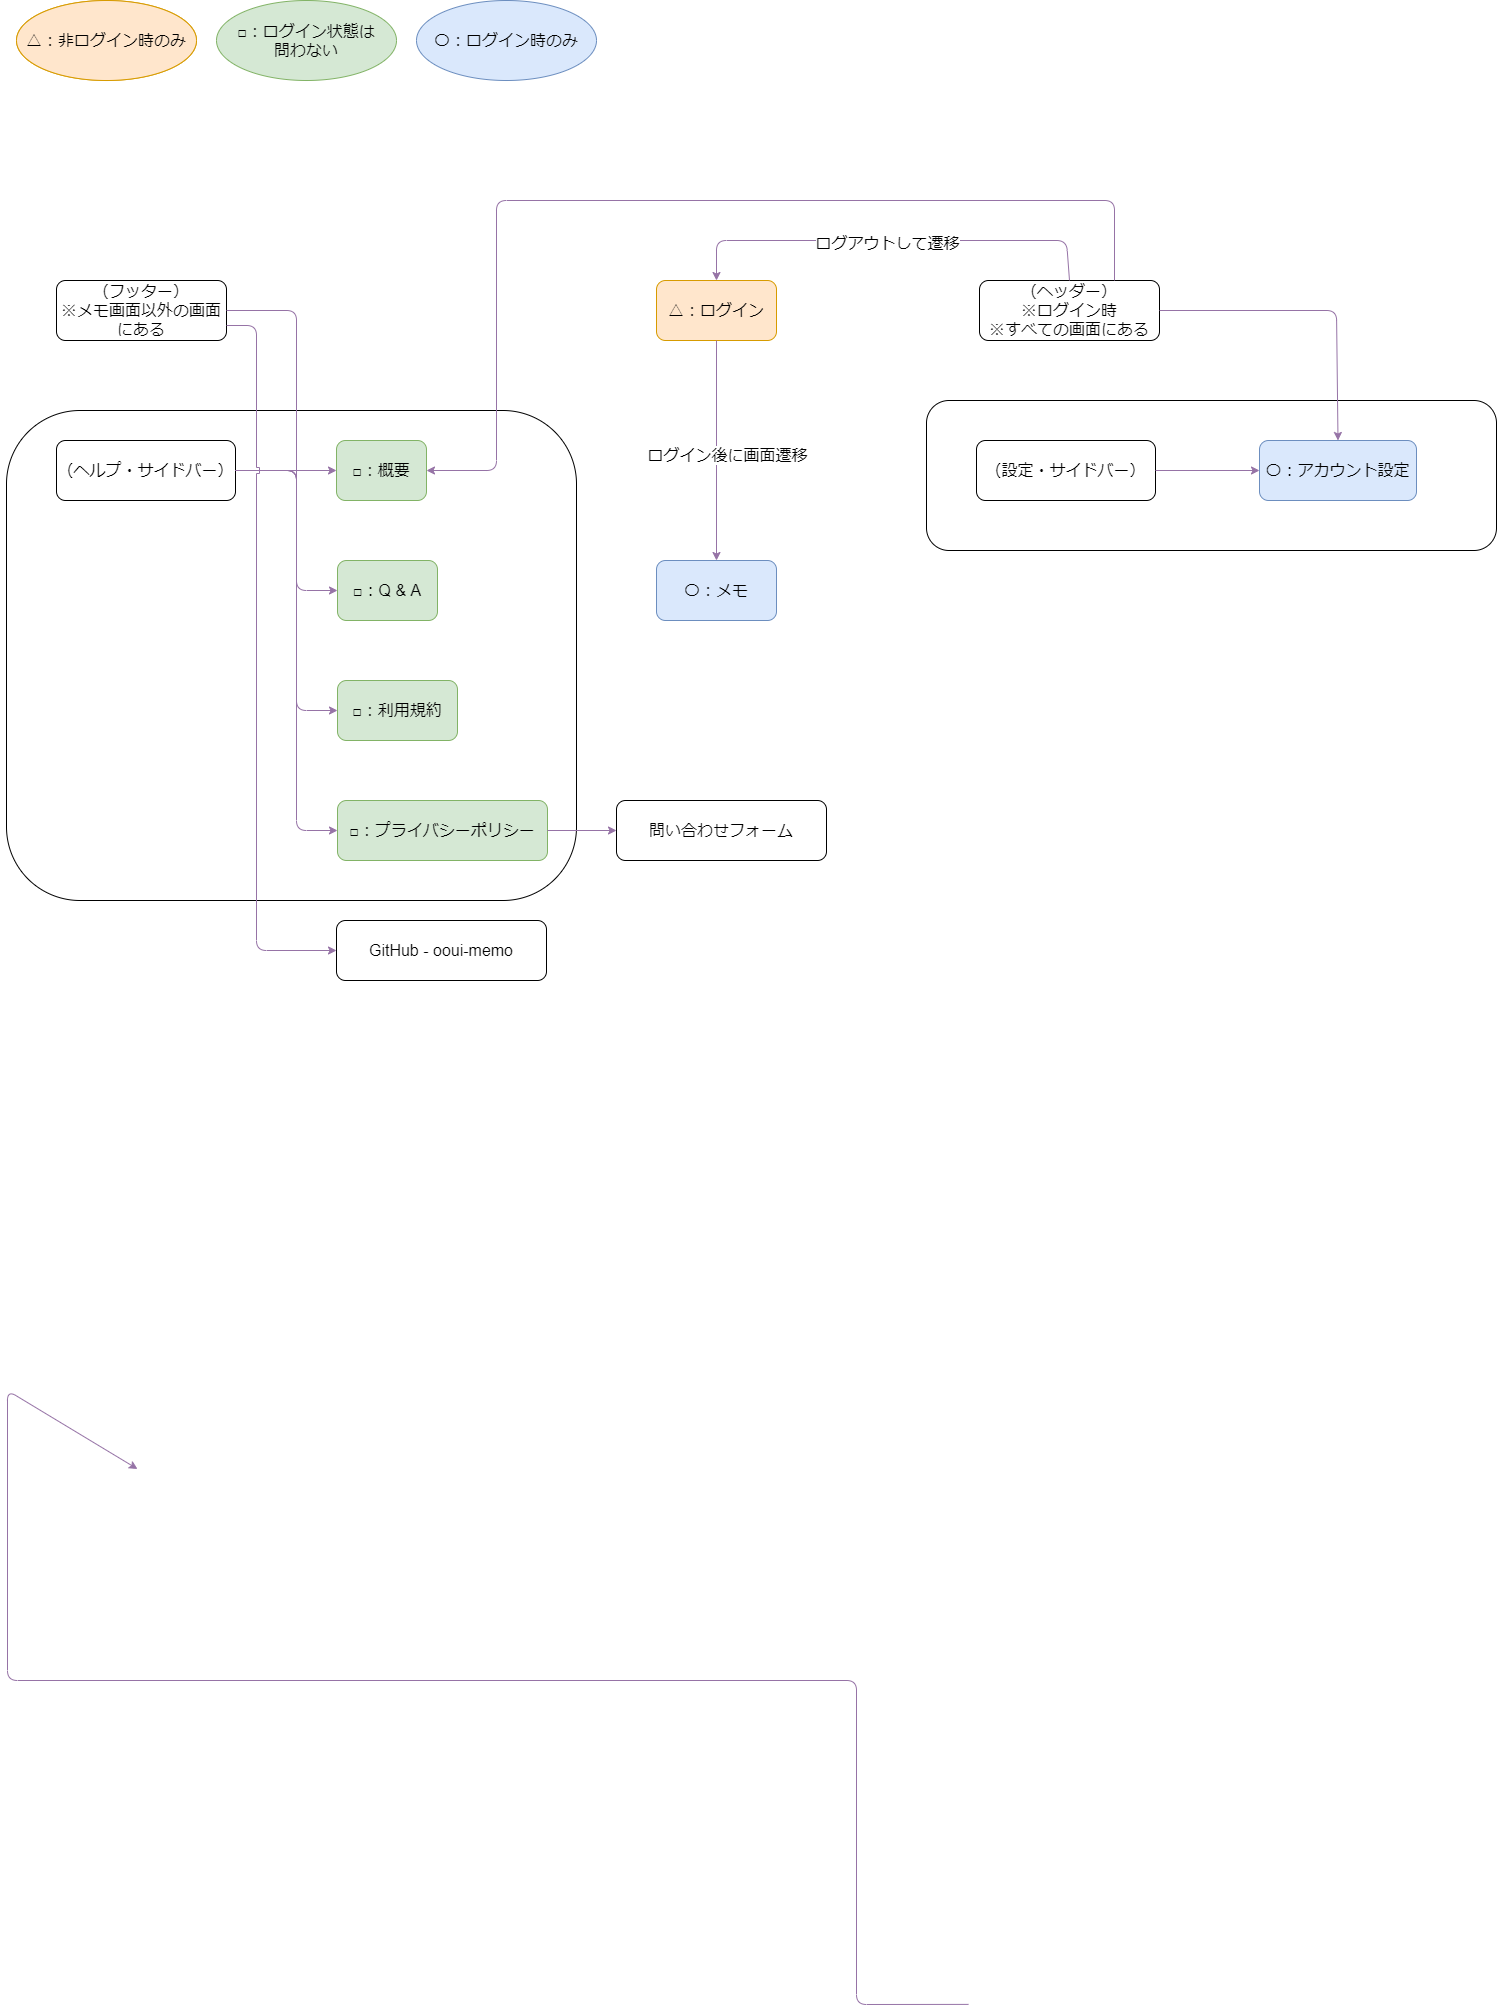 △：非ログイン時のみ
□：ログイン状態は
問わない
〇：ログイン時のみ
ログアウトして遷移
（フッター）
※メモ画面以外の画面
にある
△：ログイン
（ヘッダー）
※ログイン時
※すべての画面にある
ログイン後に画面遷移
（ヘルプ・サイドバー）
□：概要
（設定・サイドバー）
〇：アカウント設定
□：Q & A
〇：メモ
□：利用規約
□：プライバシーポリシー
問い合わせフォーム
GitHub - ooui-memo